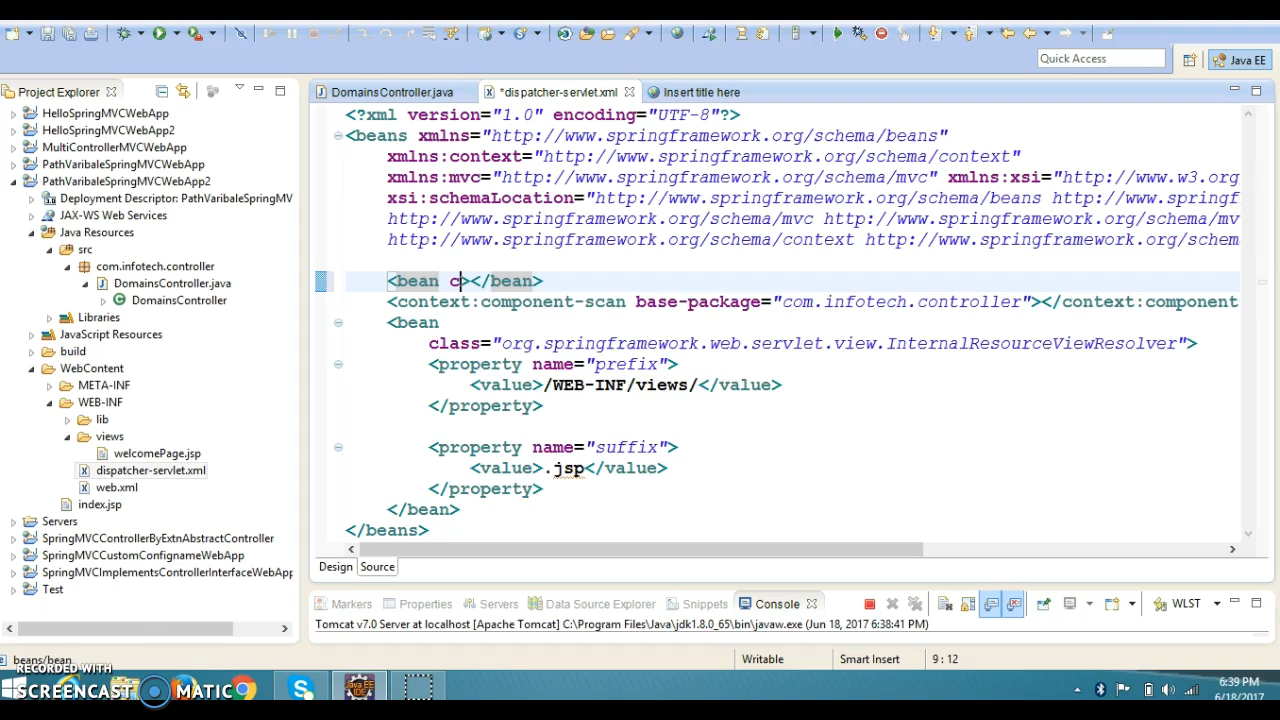 Quick Access
Java EE
Project Explorer
HelloSpringMVCWebApp
HelloSpringMVCWebApp2
MultiControllerMVCWebApp
PathVaribaleSpringMVCWebApp
PathVaribaleSpringMVCWebApp2
Deployment Descriptor: PathVaribaleSpringMV
JAX-WS Web Services
Java Resources
src
com.infotech.controller
DomainsController.java
DomainsController
Libraries
JavaScript Resources
build
WebContent
META-INF
WEB-INF
lib
views
welcomePage.jsp
dispatcher-servlet.xml
web.xml
index.jsp
Servers
SpringMVCControllerByExtnAbstractController
SpringMVCCustomConfignameWebApp
SpringMVCImplementsControllerInterfaceWebApp
Test
DomainsController.java
*dispatcher-servlet.xml
Insert title here
<?xml version="1.0" encoding="UTF-8"?>
<beans xmlns="http://www.springframework.org/schema/beans"
xmlns:context="http://www.springframework.org/schema/context"
xmlns:mvc="http://www.springframework.org/schema/mvc" xmlns:xsi="http://www.w3.org
xsi:schemaLocation="http://www.springframework.org/schema/beans http://www.spring
http://www.springframework.org/schema/mvc http://www.springframework.org/schema/mv
http://www.springframework.org/schema/context http://www.springframework.org/schem
<bean c></bean>
<context:component-scan base-package="com.infotech.controller"></context:component
<bean
class="org.springframework.web.servlet.view.InternalResourceViewResolver">
<property name="prefix">
<value>/WEB-INF/views/</value>
</property>
<property name="suffix">
<value>.jsp</value>
</property>
</bean>
</beans>
Design
Source
Markers
Properties
Servers
Data Source Explorer
Snippets
Console
WLST
Tomcat v7.0 Server at localhost [Apache Tomcat] C:\Program Files\Java\jdk1.8.0_65\bin\javaw.exe (Jun 18, 2017 6:38:41 PM)
beans/bean
Writable
Smart Insert
9 : 12
RECORDED WITH
SCREENCAST MATIC
Java EE
IDE
6:39 PM
6/18/2017